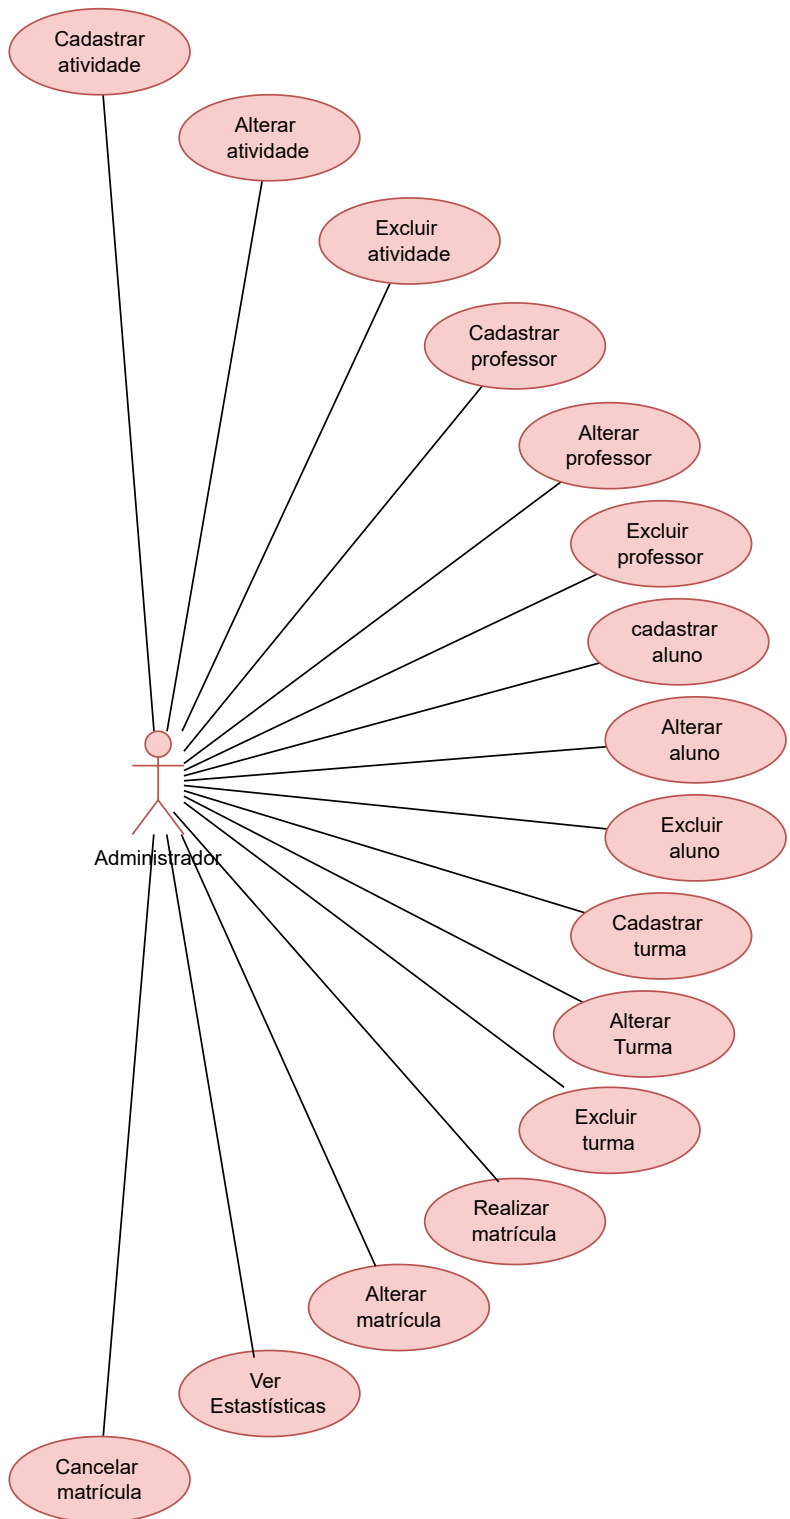 Cadastrar
atividade
Alterar
atividade
Excluir
atividade
Cadastrar
professor
Alterar
professor
Excluir
professor
cadastrar
aluno
Alterar
aluno
Excluir
aluno
Administrador
Cadastrar
turma
Alterar
Turma
Excluir
turma
Realizar
matrícula
Alterar
matrícula
Ver
Estastísticas
Cancelar
matrícula